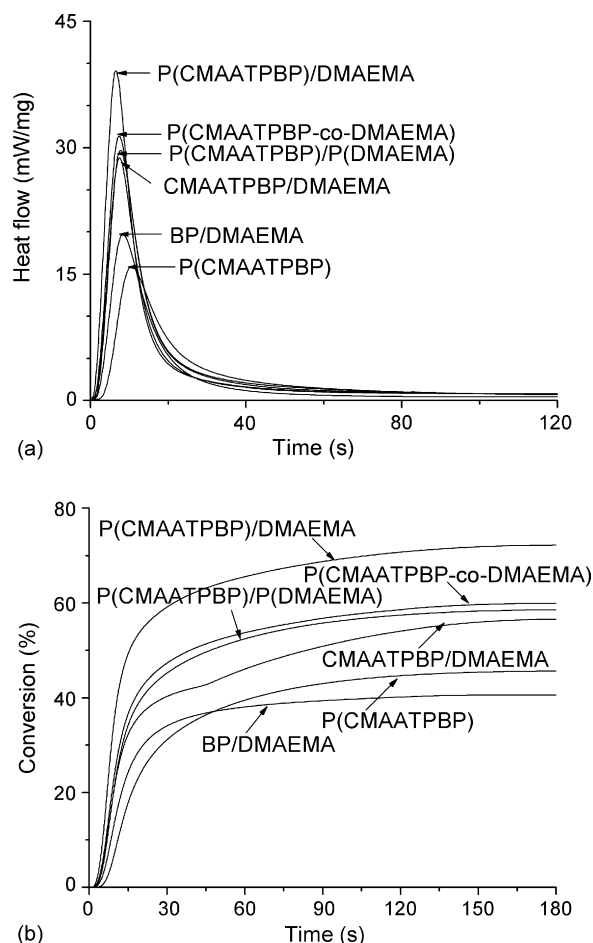 45
30
15
0
Heat flow (mW/mg)
P(CMAATPBP)/DMAEMA
P(CMAATPBP-co-DMAEMA)
P(CMAATPBP)/P(DMAEMA)
CMAATPBP/DMAEMA
BP/DMAEMA
P(CMAATPBP)
0 40 80 120
(a) Time (s)
80
60
40
20
0
Conversion (%)
P(CMAATPBP)/DMAEMA
P(CMAATPBP-co-DMAEMA)
P(CMAATPBP)/P(DMAEMA)
CMAATPBP/DMAEMA
P(CMAATPBP)
BP/DMAEMA
0 30 60 90 120 150 180
(b) Time (s)